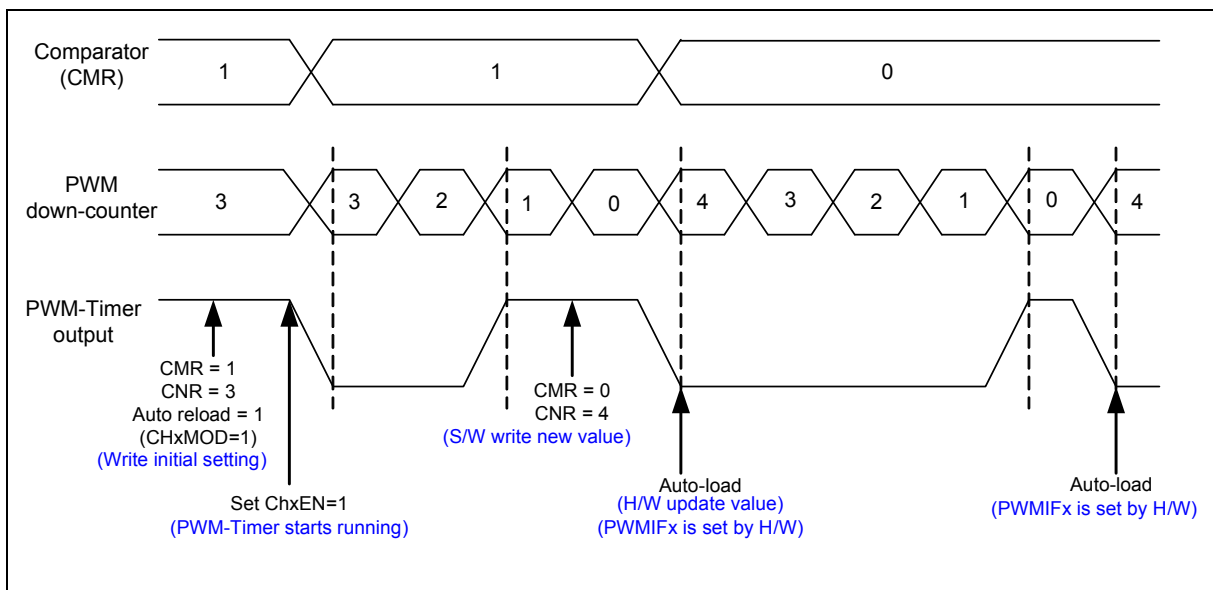 Comparator
(CMR)
1
1
0
PWM
down-counter
3
3
2
1
0
4
3
2
1
0
4
PWM-Timer
output
CMR = 1
CNR = 3
Auto reload = 1
(CHxMOD=1)
(Write initial setting)
Set ChxEN=1
(PWM-Timer starts running)
CMR = 0
CNR = 4
(S/W write new value)
Auto-load
(H/W update value)
(PWMIFx is set by H/W)
Auto-load
(PWMIFx is set by H/W)